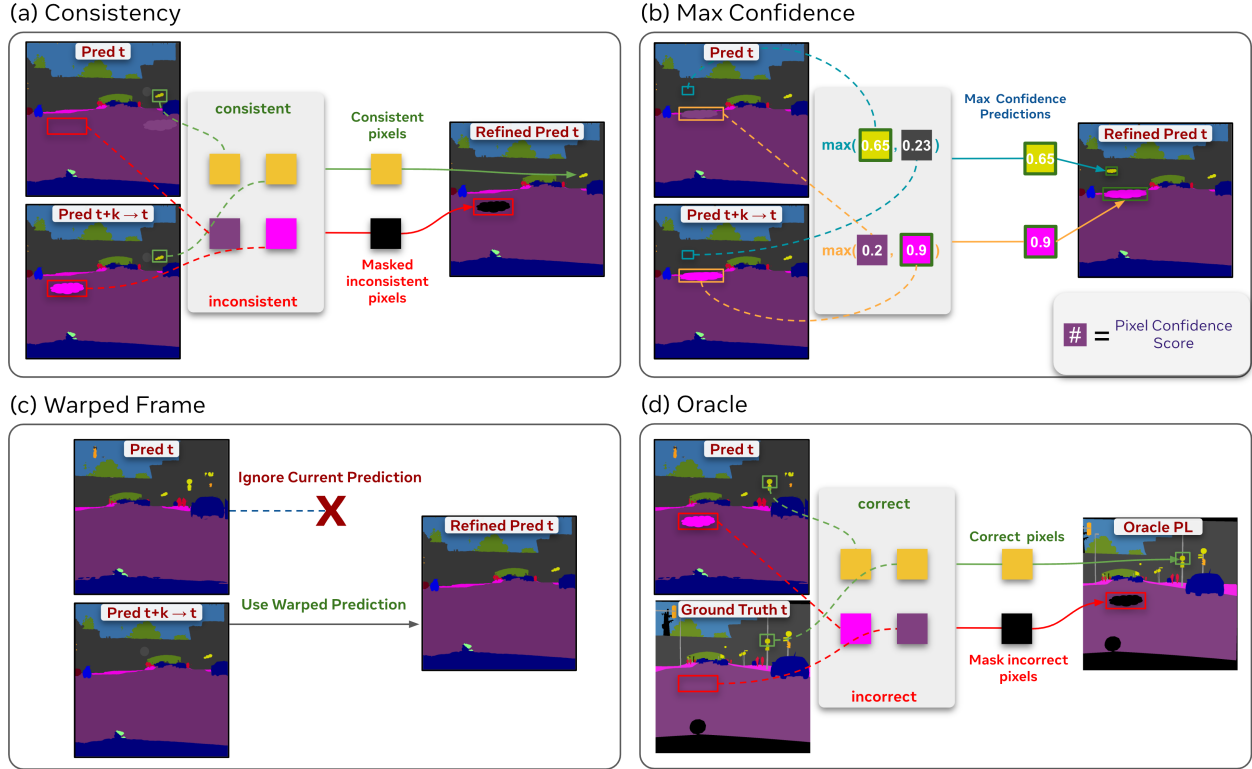 (a) Consistency
Pred t
consistent
Consistent
pixels
Refined Pred t
Pred t+k → t
inconsistent
Masked
inconsistent
pixels
(b) Max Confidence
Pred t
Max Confidence
Predictions
Refined Pred t
max( 0.65 , 0.23 )
0.65
Pred t+k → t
max( 0.2 , 0.9 )
0.9
# = Pixel Confidence
Score
(c) Warped Frame
Pred t
Ignore Current Prediction
X
Refined Pred t
Pred t+k → t
Use Warped Prediction
(d) Oracle
Pred t
correct
Correct pixels
Oracle PL
Ground Truth t
incorrect
Mask incorrect
pixels